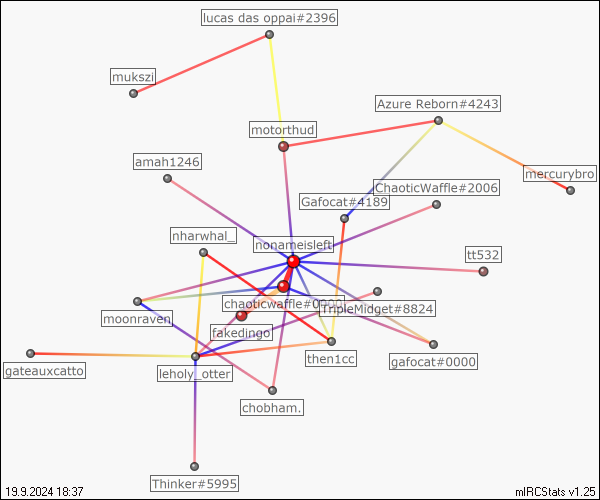 lucas das oppai#2396
mukszi
Azure Reborn#4243
motorthud
amah1246
mercurybro
ChaoticWaffle#2006
Gafocat#4189
nharwhal_
nonameisleft
tt532
chaoticwaffle#0000
TripleMidget#8824
moonraven
fakedingo
then1cc
gafocat#0000
gateauxcatto
leholy_otter
chobham.
Thinker#5995
19.9.2024 18:37
mIRCStats v1.25